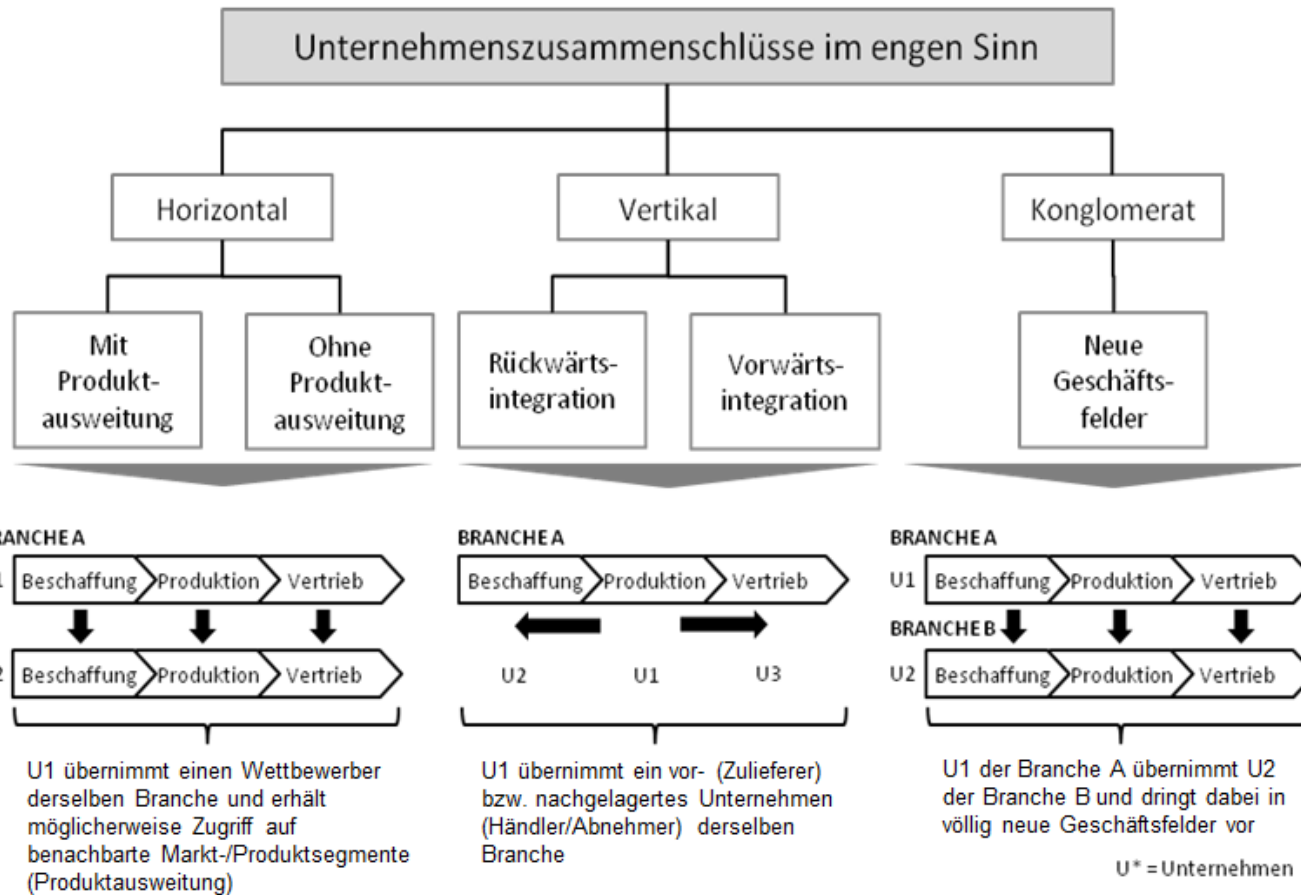 Unternehmenszusammenschlüsse im engen Sinn
Horizontal
Vertikal
Konglomerat
Mit
Produkt-
ausweitung
Ohne
Produkt-
ausweitung
Rückwärts-
integration
Vorwärts-
integration
Neue
Geschäfts-
felder
RANCHE A
1 Beschaffung Produktion Vertrieb
2 Beschaffung Produktion Vertrieb
U1 übernimmt einen Wettbewerber
derselben Branche und erhält
möglicherweise Zugriff auf
benachbarte Markt-/Produktsegmente
(Produktausweitung)
BRANCHE A
Beschaffung Produktion Vertrieb
U2 U1 U3
U1 übernimmt ein vor- (Zulieferer)
bzw. nachgelagertes Unternehmen
(Händler/Abnehmer) derselben
Branche
BRANCHE A
U1 Beschaffung Produktion Vertrieb
BRANCHE B
U2 Beschaffung Produktion Vertrieb
U1 der Branche A übernimmt U2
der Branche B und dringt dabei in
völlig neue Geschäftsfelder vor
U* = Unternehmen